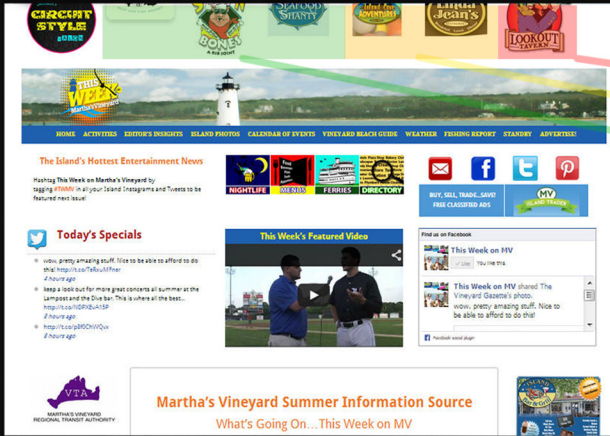 CIRCUIT
STYLE
BONES
A RIB JOINT
SEAFOOD
SHANTY
ADVENTURES
Linda
Jean's
LOOKOUT
TAVERN
THIS
WEEK
Martha's Vineyard
HOME ACTIVITIES EDITOR'S INSIGHTS ISLAND PHOTOS CALENDAR OF EVENTS VINEYARD BEACH GUIDE WEATHER FISHING REPORT STANDBY ADVERTISE!
The Island's Hottest Entertainment News
Hashtag This Week on Martha's Vineyard by
tagging #TWMV in all your Island Instagrams and Tweets to be
featured next issue!
NIGHTLIFE MENUS FERRIES DIRECTORY
BUY, SELL, TRADE...SAVE!
FREE CLASSIFIED ADS
MV
ISLAND TRADER
Today's Specials
wow, pretty amazing stuff. Nice to be able to afford to do
this! http://t.co/TeRxuMFner
4 hours ago
keep a look out for more great concerts all summer at the
Lampost and the Dive bar. This is where all the best...
8 hours ago
8 hours ago
This Week's Featured Video
Find us on Facebook
This Week on MV
Like You like this.
This Week on MV shared The
Vineyard Gazette's photo.
wow, pretty amazing stuff. Nice to
be able to afford to do this!
Facebook social plugin
VTA
MARTHA'S VINEYARD
REGIONAL TRANSIT AUTHORITY
Martha's Vineyard Summer Information Source
What's Going On...This Week on MV
ISLAND
Bar & Grill